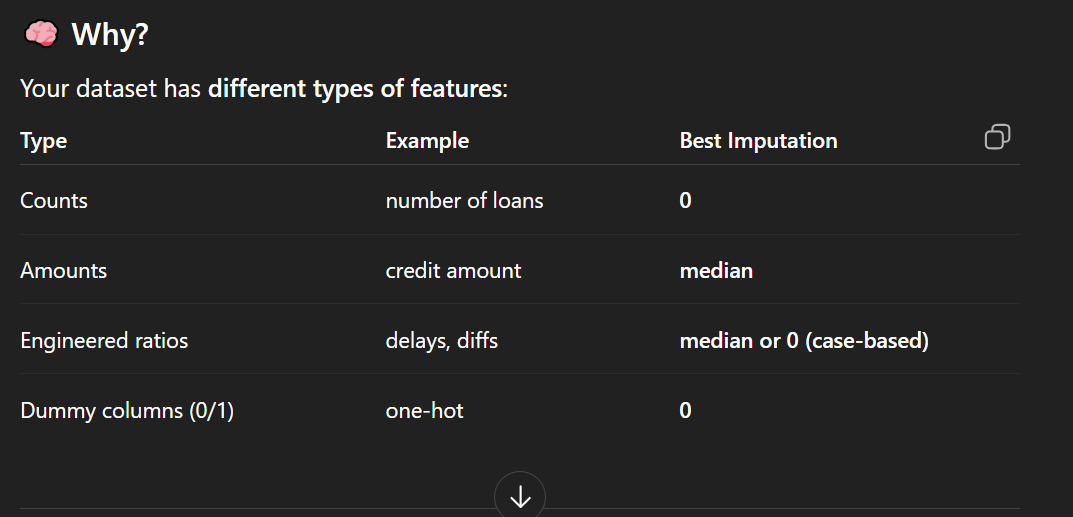 🧠 Why?
Your dataset has different types of features:
Type Example Best Imputation
Counts number of loans 0
Amounts credit amount median
Engineered ratios delays, diffs median or 0 (case-based)
Dummy columns (0/1) one-hot 0